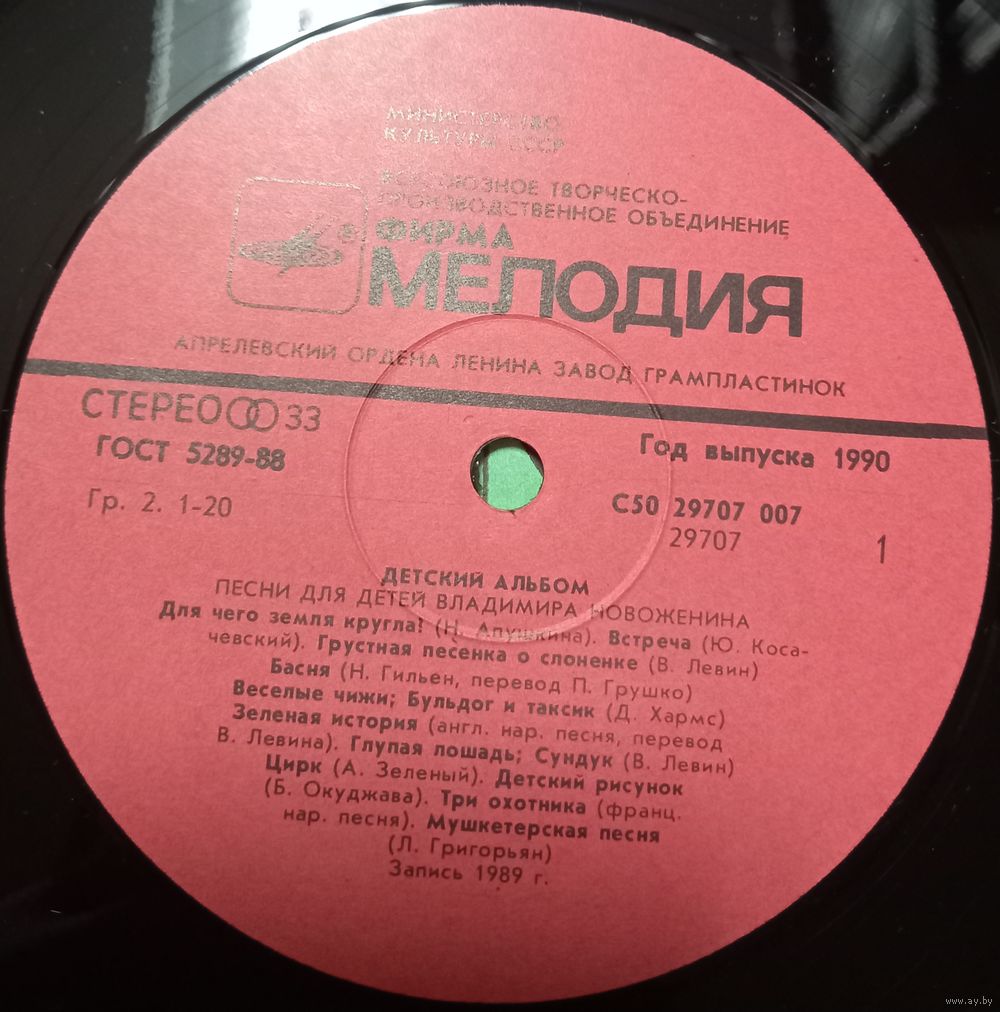 МИНИСТЕРСТВО
КУЛЬТУРЫ СССР
ВСЕСОЮЗНОЕ ТВОРЧЕСКО-
ПРОИЗВОДСТВЕННОЕ ОБЪЕДИНЕНИЕ
ФИРМА
МЕЛОДИЯ
АПРЕЛЕВСКИЙ ОРДЕНА ЛЕНИНА ЗАВОД ГРАМПЛАСТИНОК
СТЕРЕО 33
ГОСТ 5289-88
Гр. 2. 1-20
Год выпуска 1990
С50 29707 007
29707
1
ДЕТСКИЙ АЛЬБОМ
ПЕСНИ ДЛЯ ДЕТЕЙ ВЛАДИМИРА НОВОЖЕНИНА
Для чего земля кругла! (Н. Апушкина). Встреча (Ю. Коса-
чевский). Грустная песенка о слоненке (В. Левин)
Басня (Н. Гильен, перевод П. Грушко)
Веселые чижи; Бульдог и таксик (Д. Хармс)
Зеленая история (англ. нар. песня, перевод
В. Левина). Глупая лошадь; Сундук (В. Левин)
Цирк (А. Зеленый). Детский рисунок
(Б. Окуджава). Три охотника (франц.
нар. песня). Мушкетерская песня
(Л. Григорьян)
Запись 1989 г.
www.ay.by